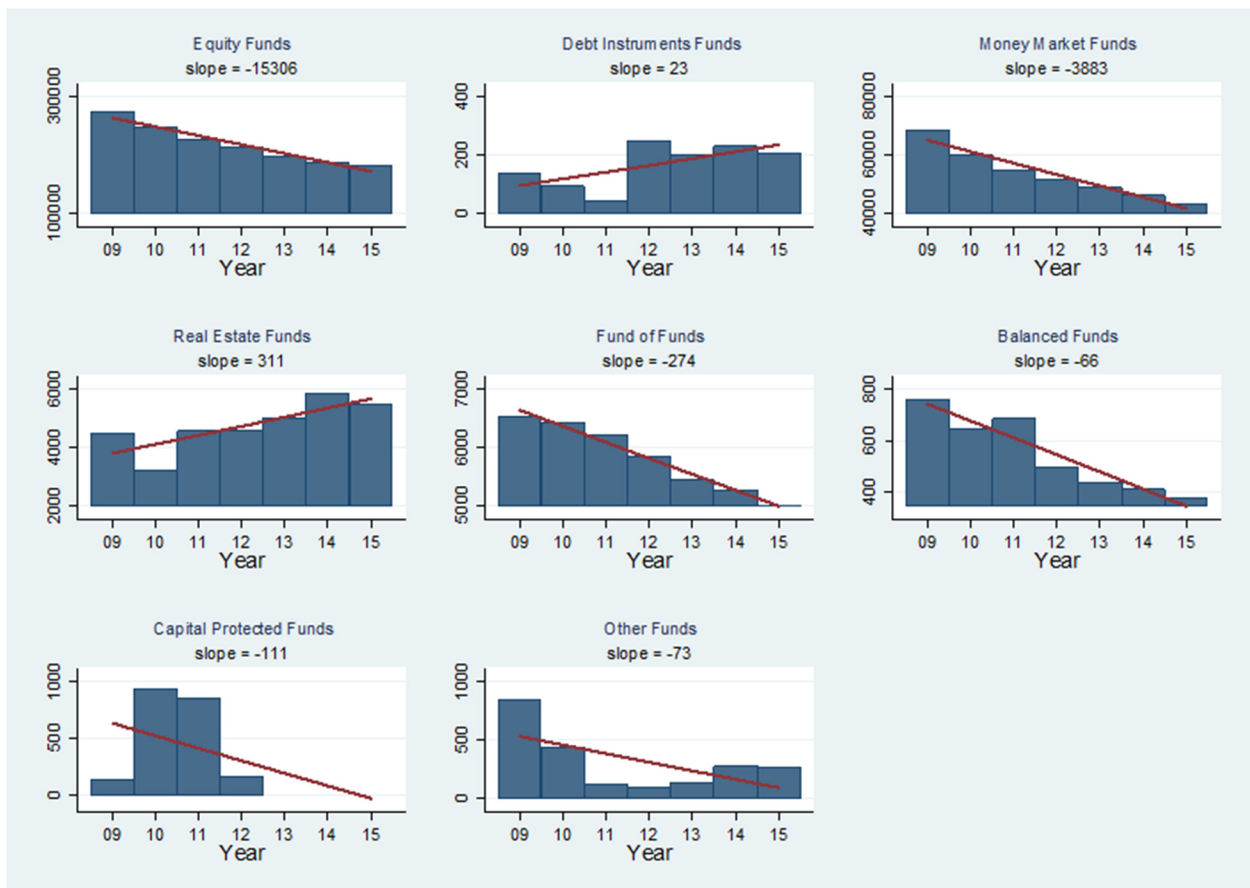 Equity Funds
slope = -15306
300000
100000
09 10 11 12 13 14 15
Year
Debt Instruments Funds
slope = 23
400
200
0
09 10 11 12 13 14 15
Year
Money Market Funds
slope = -3883
80000
60000
40000
09 10 11 12 13 14 15
Year
Real Estate Funds
slope = 311
6000
4000
2000
09 10 11 12 13 14 15
Year
Fund of Funds
slope = -274
7000
6000
5000
09 10 11 12 13 14 15
Year
Balanced Funds
slope = -66
800
600
400
09 10 11 12 13 14 15
Year
Capital Protected Funds
slope = -111
1000
500
0
09 10 11 12 13 14 15
Year
Other Funds
slope = -73
1000
500
0
09 10 11 12 13 14 15
Year